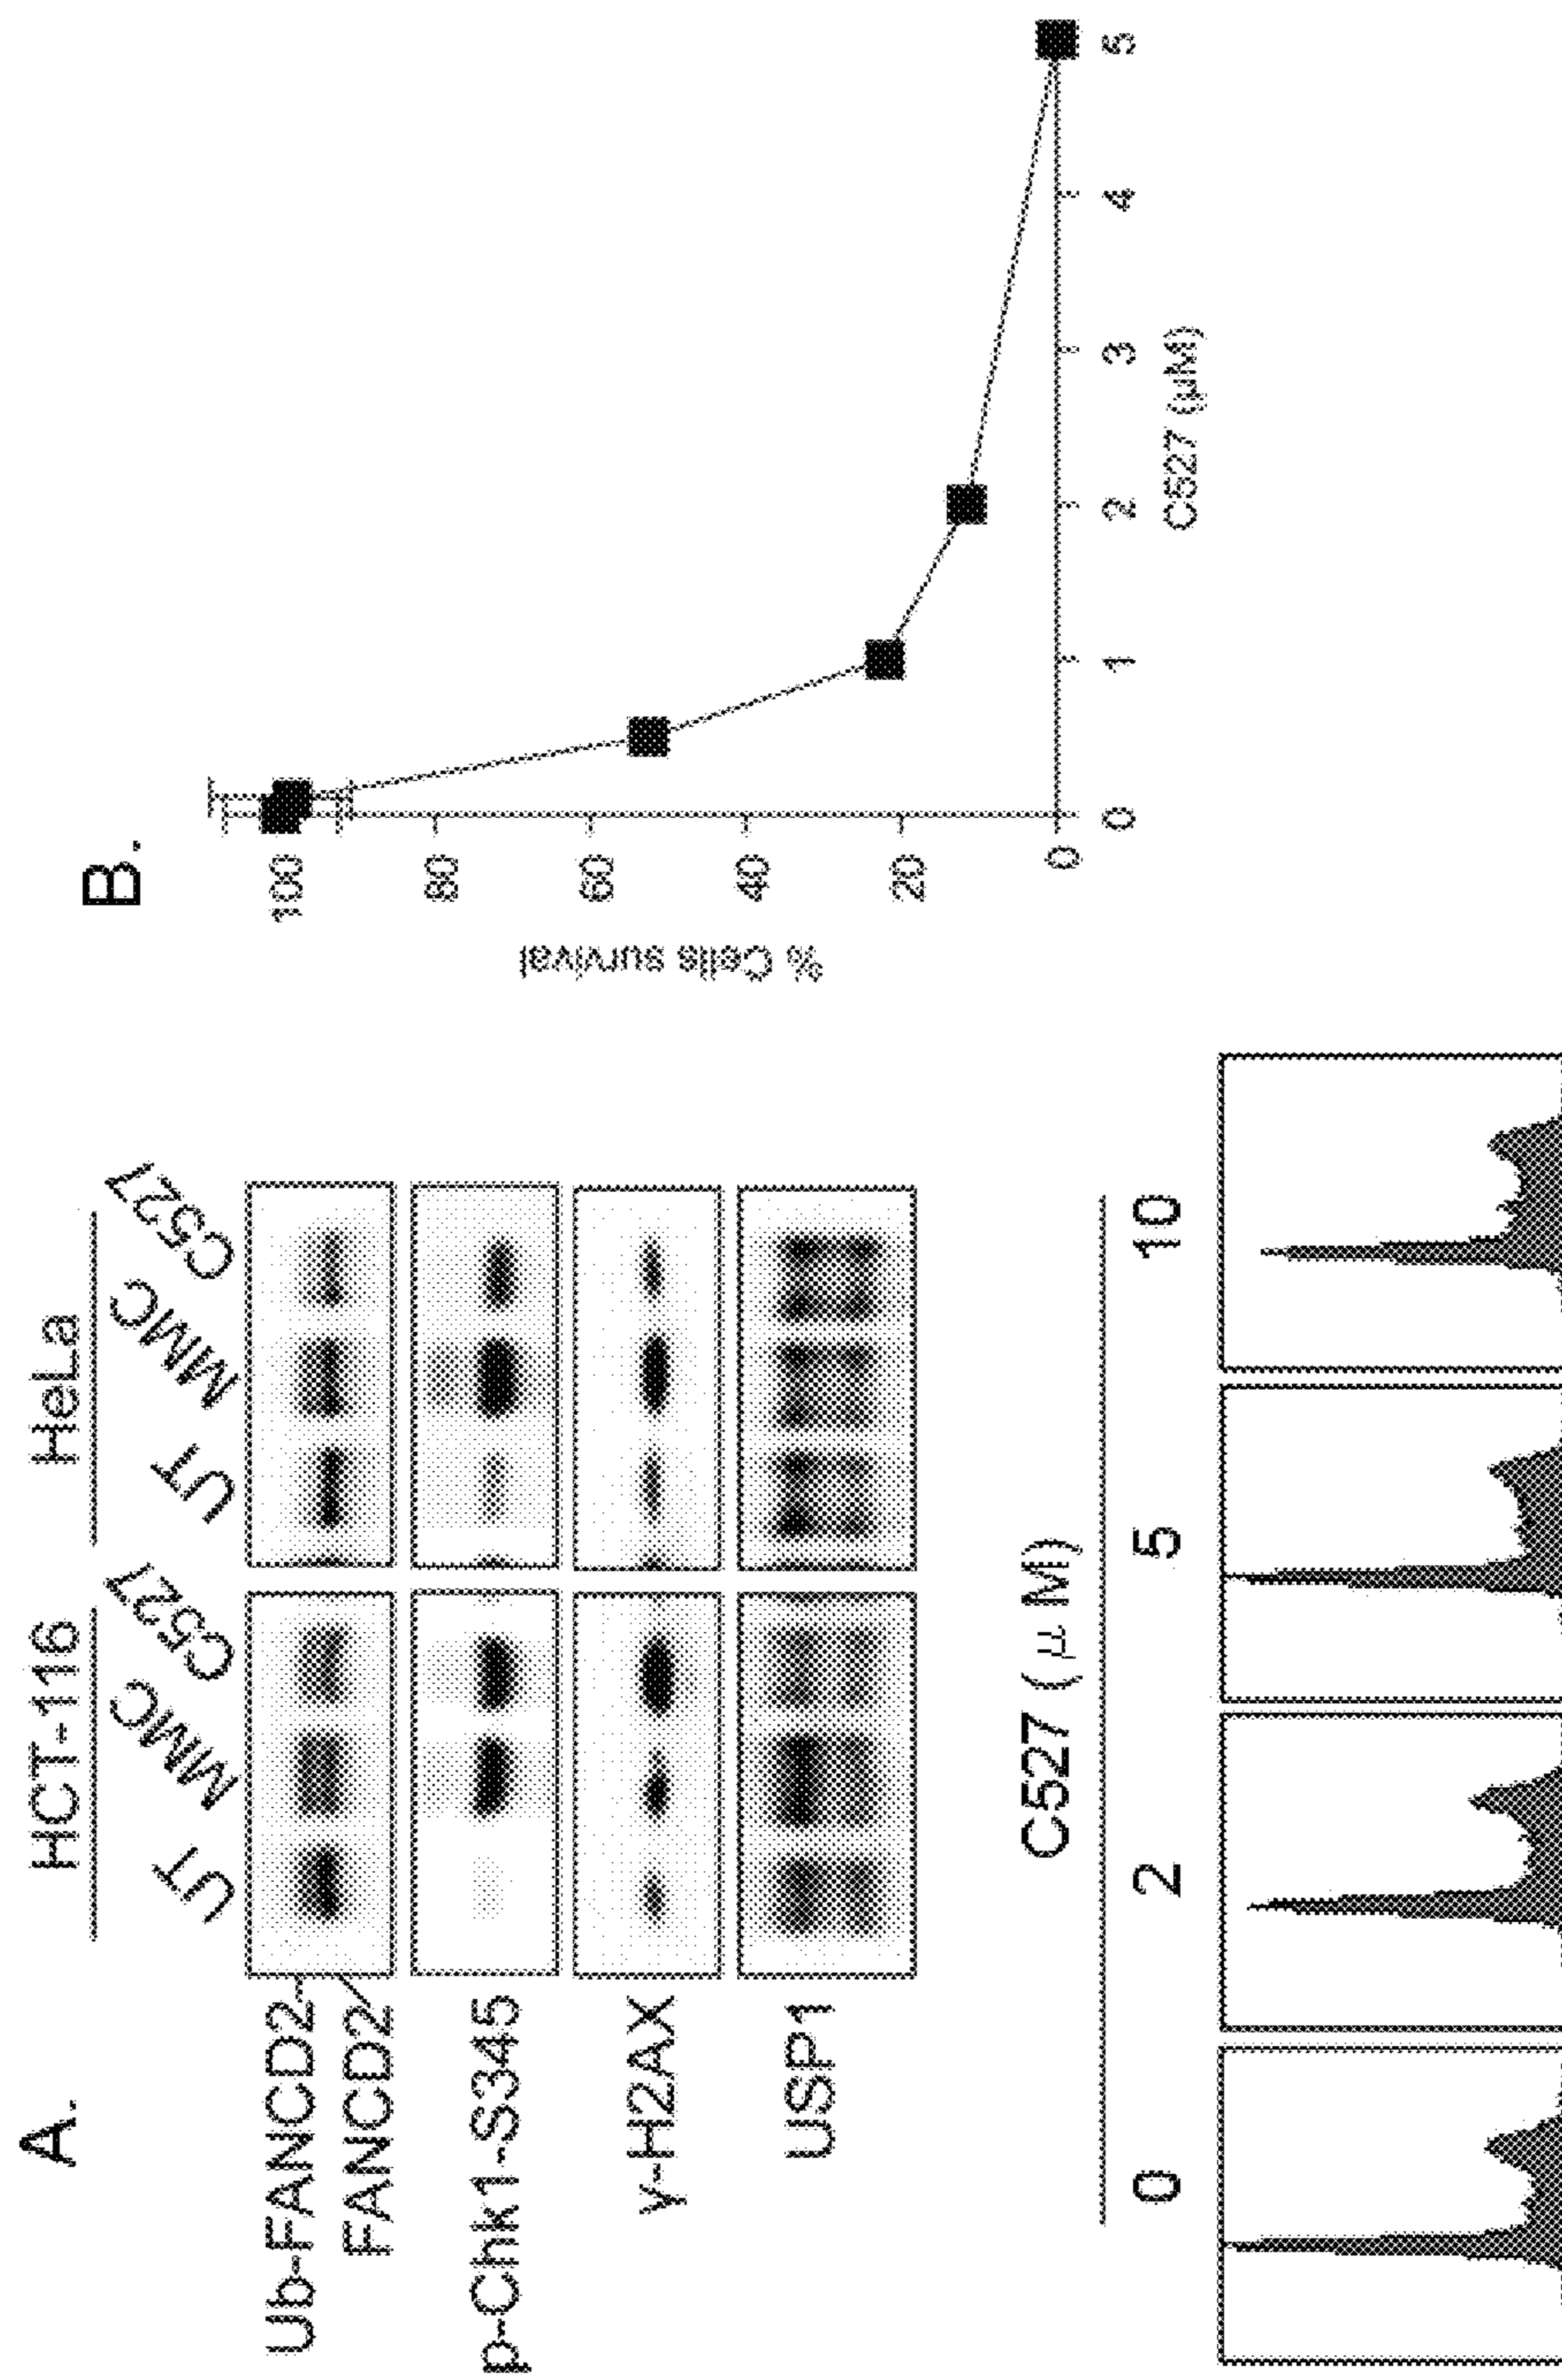 A.
HCT-116
HeLa
UT MMC C527
UT MMC C527
Ub-FANCD2
FANCD2
p-Chk1-S345
γ-H2AX
USP1
C527 (μM)
0 2 5 10
B.
% Cells survival
100
80
60
40
20
0
0 1 2 3 4 5
C527 (μM)